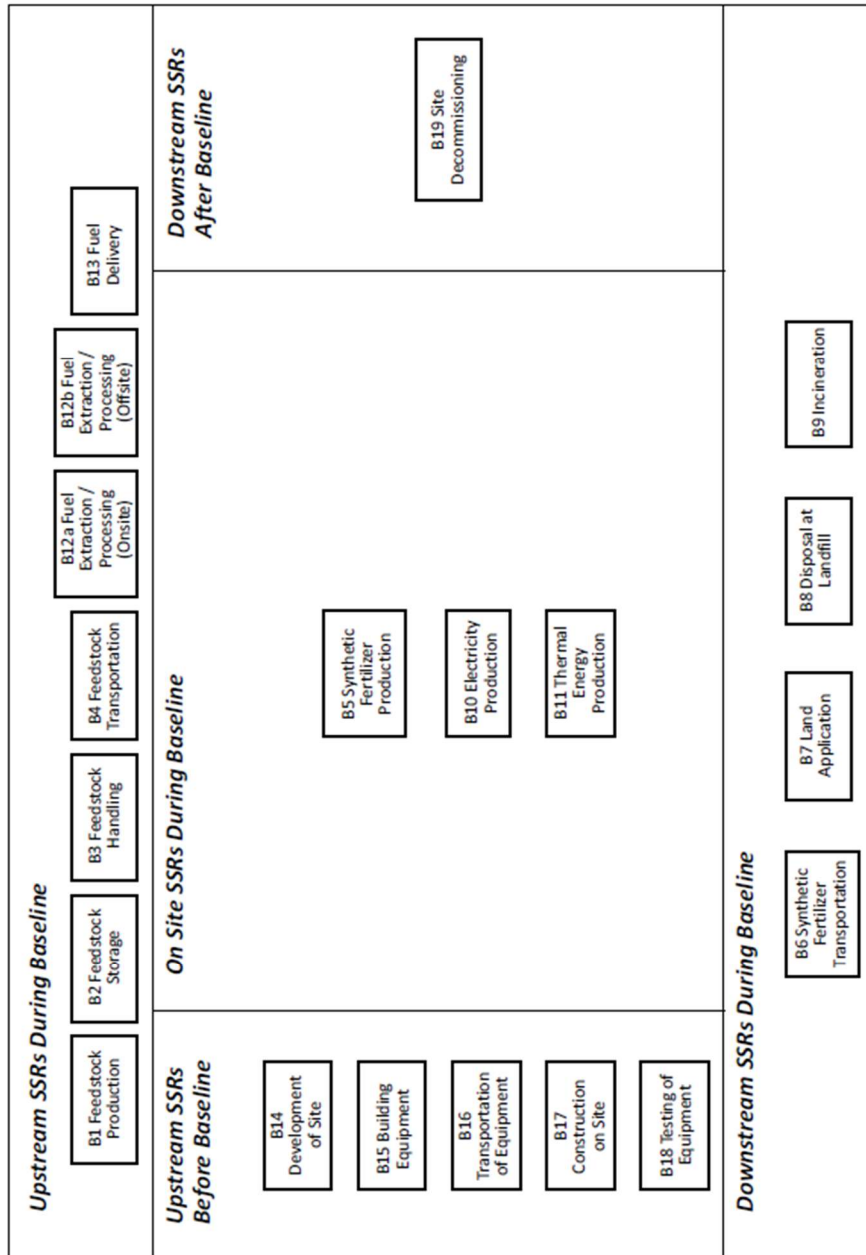 Upstream SSRs During Baseline
B1 Feedstock
Production
B2 Feedstock
Storage
B3 Feedstock
Handling
B4 Feedstock
Transportation
B12a Fuel
Extraction /
Processing
(Onsite)
B12b Fuel
Extraction /
Processing
(Offsite)
B13 Fuel
Delivery
Upstream SSRs
Before Baseline
B14
Development
of Site
B15 Building
Equipment
B16
Transportation
of Equipment
B17
Construction
on Site
B18 Testing of
Equipment
On Site SSRs During Baseline
B5 Synthetic
Fertilizer
Production
B10 Electricity
Production
B11 Thermal
Energy
Production
Downstream SSRs
After Baseline
B19 Site
Decommissioning
Downstream SSRs During Baseline
B6 Synthetic
Fertilizer
Transportation
B7 Land
Application
B8 Disposal at
Landfill
B9 Incineration